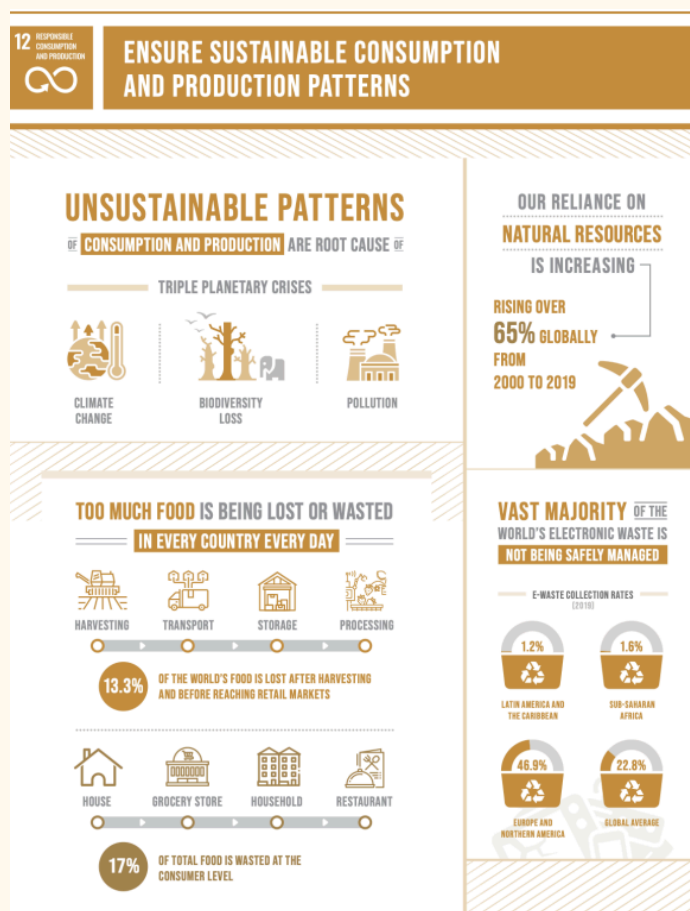 12 RESPONSIBLE
CONSUMPTION
AND PRODUCTION
ENSURE SUSTAINABLE CONSUMPTION
AND PRODUCTION PATTERNS
UNSUSTAINABLE PATTERNS
OF CONSUMPTION AND PRODUCTION ARE ROOT CAUSE OF
TRIPLE PLANETARY CRISES
CLIMATE
CHANGE
BIODIVERSITY
LOSS
POLLUTION
OUR RELIANCE ON
NATURAL RESOURCES
IS INCREASING
RISING OVER
65% GLOBALLY
FROM
2000 TO 2019
TOO MUCH FOOD IS BEING LOST OR WASTED
IN EVERY COUNTRY EVERY DAY
HARVESTING
TRANSPORT
STORAGE
PROCESSING
13.3%
OF THE WORLD'S FOOD IS LOST AFTER HARVESTING
AND BEFORE REACHING RETAIL MARKETS
HOUSE
GROCERY STORE
HOUSEHOLD
RESTAURANT
17%
OF TOTAL FOOD IS WASTED AT THE
CONSUMER LEVEL
VAST MAJORITY OF THE
WORLD'S ELECTRONIC WASTE IS
NOT BEING SAFELY MANAGED
E-WASTE COLLECTION RATES
(2019)
1.2%
LATIN AMERICA AND
THE CARIBBEAN
1.6%
SUB-SAHARAN
AFRICA
46.9%
EUROPE AND
NORTHERN AMERICA
22.8%
GLOBAL AVERAGE